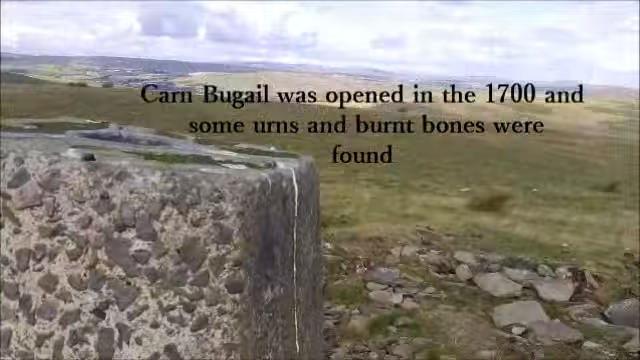 Carn Bugail was opened in the 1700 and
some urns and burnt bones were
found